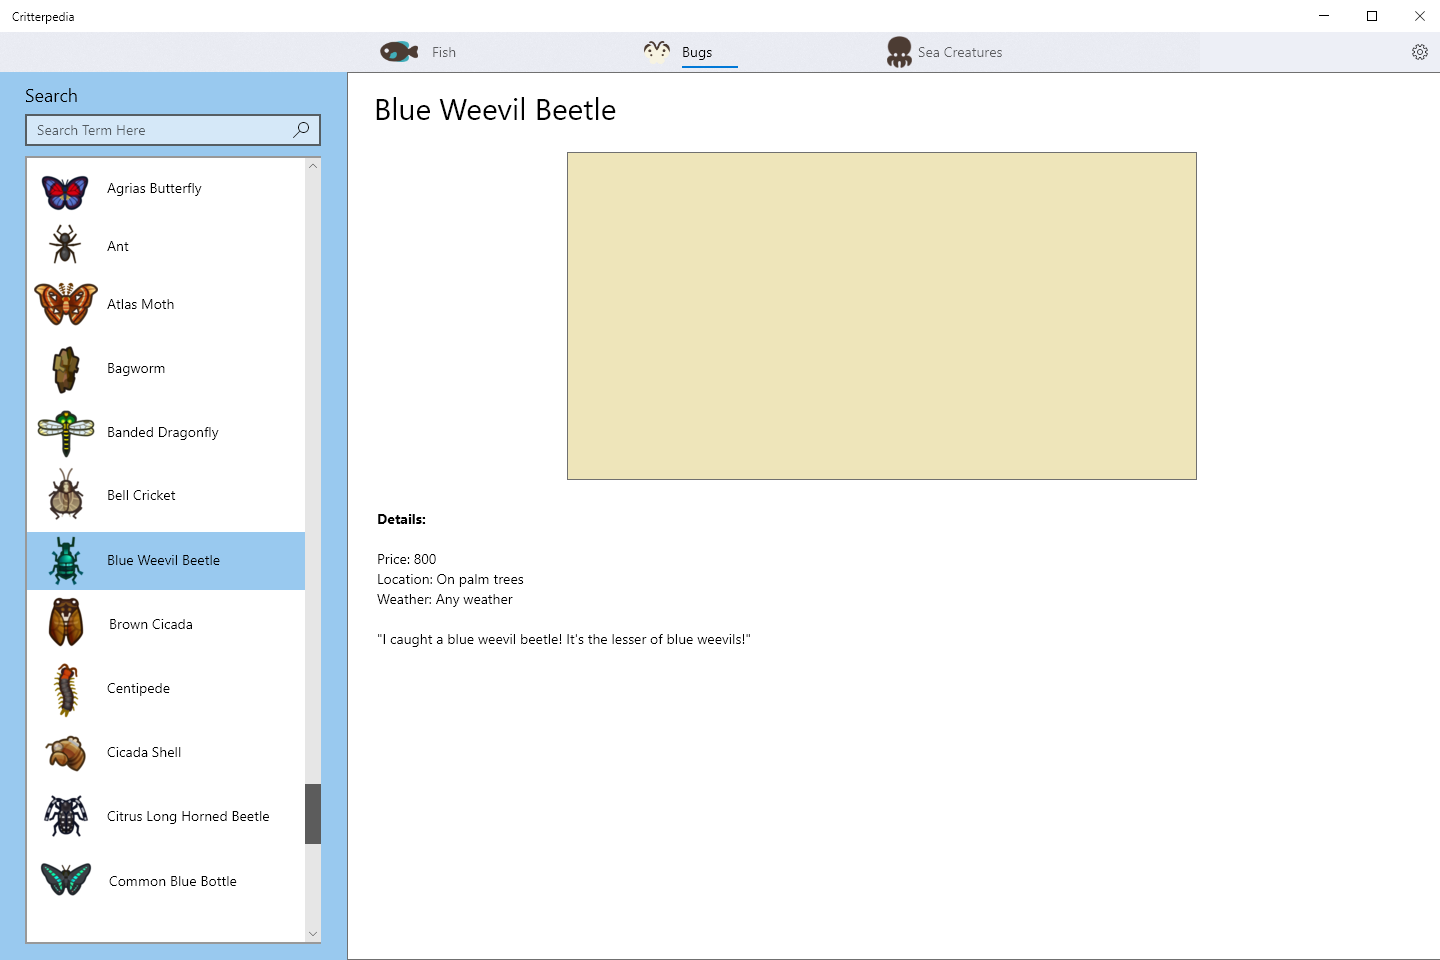 Critterpedia
Fish
Bugs
Sea Creatures
Search
Search Term Here
Agrias Butterfly
Ant
Atlas Moth
Bagworm
Banded Dragonfly
Bell Cricket
Blue Weevil Beetle
Brown Cicada
Centipede
Cicada Shell
Citrus Long Horned Beetle
Common Blue Bottle
Blue Weevil Beetle
Details:
Price: 800
Location: On palm trees
Weather: Any weather
"I caught a blue weevil beetle! It's the lesser of blue weevils!"